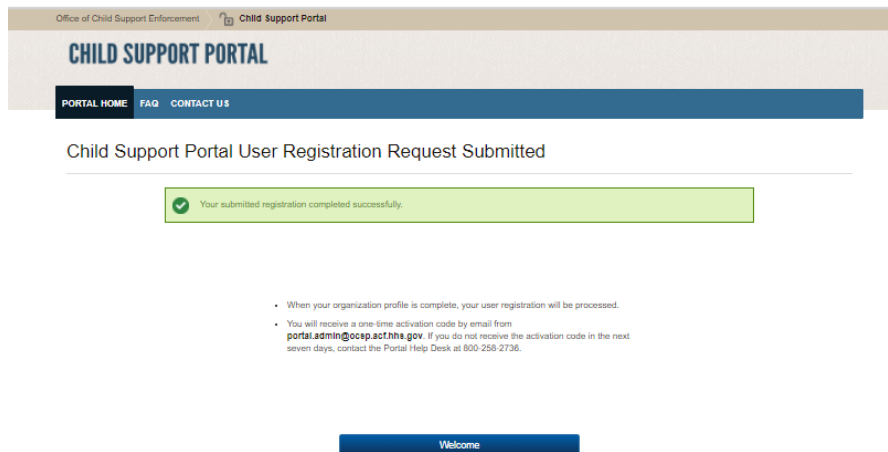 Office of Child Support Enforcement Child Support Portal
CHILD SUPPORT PORTAL
PORTAL HOME FAQ CONTACT US
Child Support Portal User Registration Request Submitted
Your submitted registration completed successfully.
• When your organization profile is complete, your user registration will be processed.
• You will receive a one-time activation code by email from
portal.admin@ocsp.acf.hhs.gov. If you do not receive the activation code in the next
seven days, contact the Portal Help Desk at 800-258-2736.
Welcome